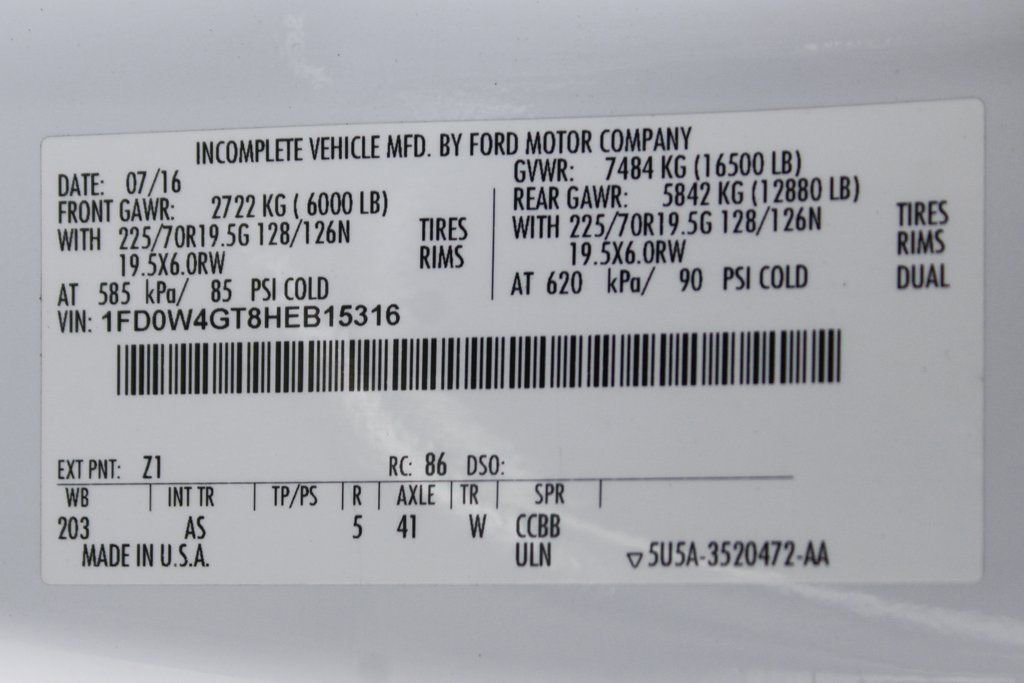 INCOMPLETE VEHICLE MFD. BY FORD MOTOR COMPANY
DATE: 07/16
GVWR: 7484 KG (16500 LB)
FRONT GAWR: 2722 KG ( 6000 LB)
REAR GAWR: 5842 KG (12880 LB)
WITH 225/70R19.5G 128/126N TIRES
WITH 225/70R19.5G 128/126N TIRES
19.5X6.0RW RIMS
19.5X6.0RW RIMS
AT 585 kPa/ 85 PSI COLD
AT 620 kPa/ 90 PSI COLD DUAL
VIN: 1FD0W4GT8HEB15316
EXT PNT: Z1 RC: 86 DSO:
WB | INT TR | TP/PS | R | AXLE | TR | SPR |
203 AS 5 41 W CCBB
MADE IN U.S.A. ULN ▽5U5A-3520472-AA